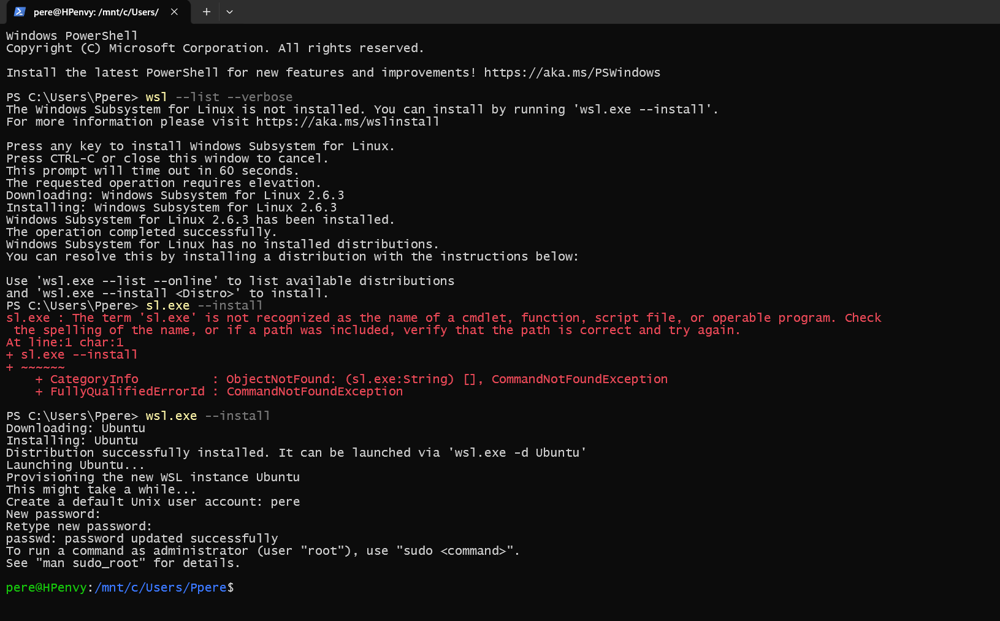 pere@HPenvy: /mnt/c/Users/
Windows PowerShell
Copyright (C) Microsoft Corporation. All rights reserved.
Install the latest PowerShell for new features and improvements! https://aka.ms/PSWindows
PS C:\Users\Ppere> wsl --list --verbose
The Windows Subsystem for Linux is not installed. You can install by running 'wsl.exe --install'.
For more information please visit https://aka.ms/wslinstall
Press any key to install Windows Subsystem for Linux.
Press CTRL-C or close this window to cancel.
This prompt will time out in 60 seconds.
The requested operation requires elevation.
Downloading: Windows Subsystem for Linux 2.6.3
Installing: Windows Subsystem for Linux 2.6.3
Windows Subsystem for Linux 2.6.3 has been installed.
The operation completed successfully.
Windows Subsystem for Linux has no installed distributions.
You can resolve this by installing a distribution with the instructions below:
Use 'wsl.exe --list --online' to list available distributions
and 'wsl.exe --install <Distro>' to install.
PS C:\Users\Ppere> sl.exe --install
sl.exe : The term 'sl.exe' is not recognized as the name of a cmdlet, function, script file, or operable program. Check
 the spelling of the name, or if a path was included, verify that the path is correct and try again.
At line:1 char:1
+ sl.exe --install
+ ~~~~~~
    + CategoryInfo          : ObjectNotFound: (sl.exe:String) [], CommandNotFoundException
    + FullyQualifiedErrorId : CommandNotFoundException
PS C:\Users\Ppere> wsl.exe --install
Downloading: Ubuntu
Installing: Ubuntu
Distribution successfully installed. It can be launched via 'wsl.exe -d Ubuntu'
Launching Ubuntu...
Provisioning the new WSL instance Ubuntu
This might take a while...
Create a default Unix user account: pere
New password:
Retype new password:
passwd: password updated successfully
To run a command as administrator (user "root"), use "sudo <command>".
See "man sudo_root" for details.
pere@HPenvy:/mnt/c/Users/Ppere$